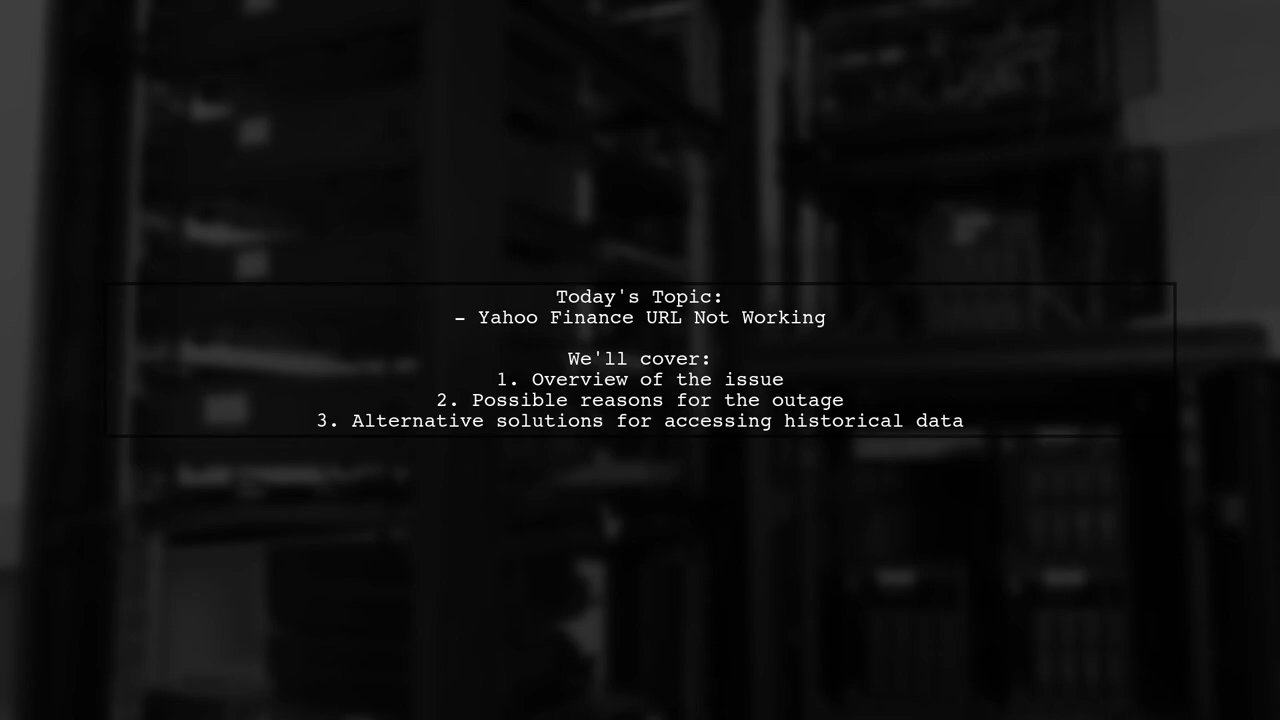 Today's Topic:
- Yahoo Finance URL Not Working
We'll cover:
1. Overview of the issue
2. Possible reasons for the outage
3. Alternative solutions for accessing historical data